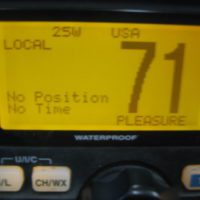 25W USA
LOCAL
71
No Position
No Time
PLEASURE
WATERPROOF
U/I/C
/L CH/WX